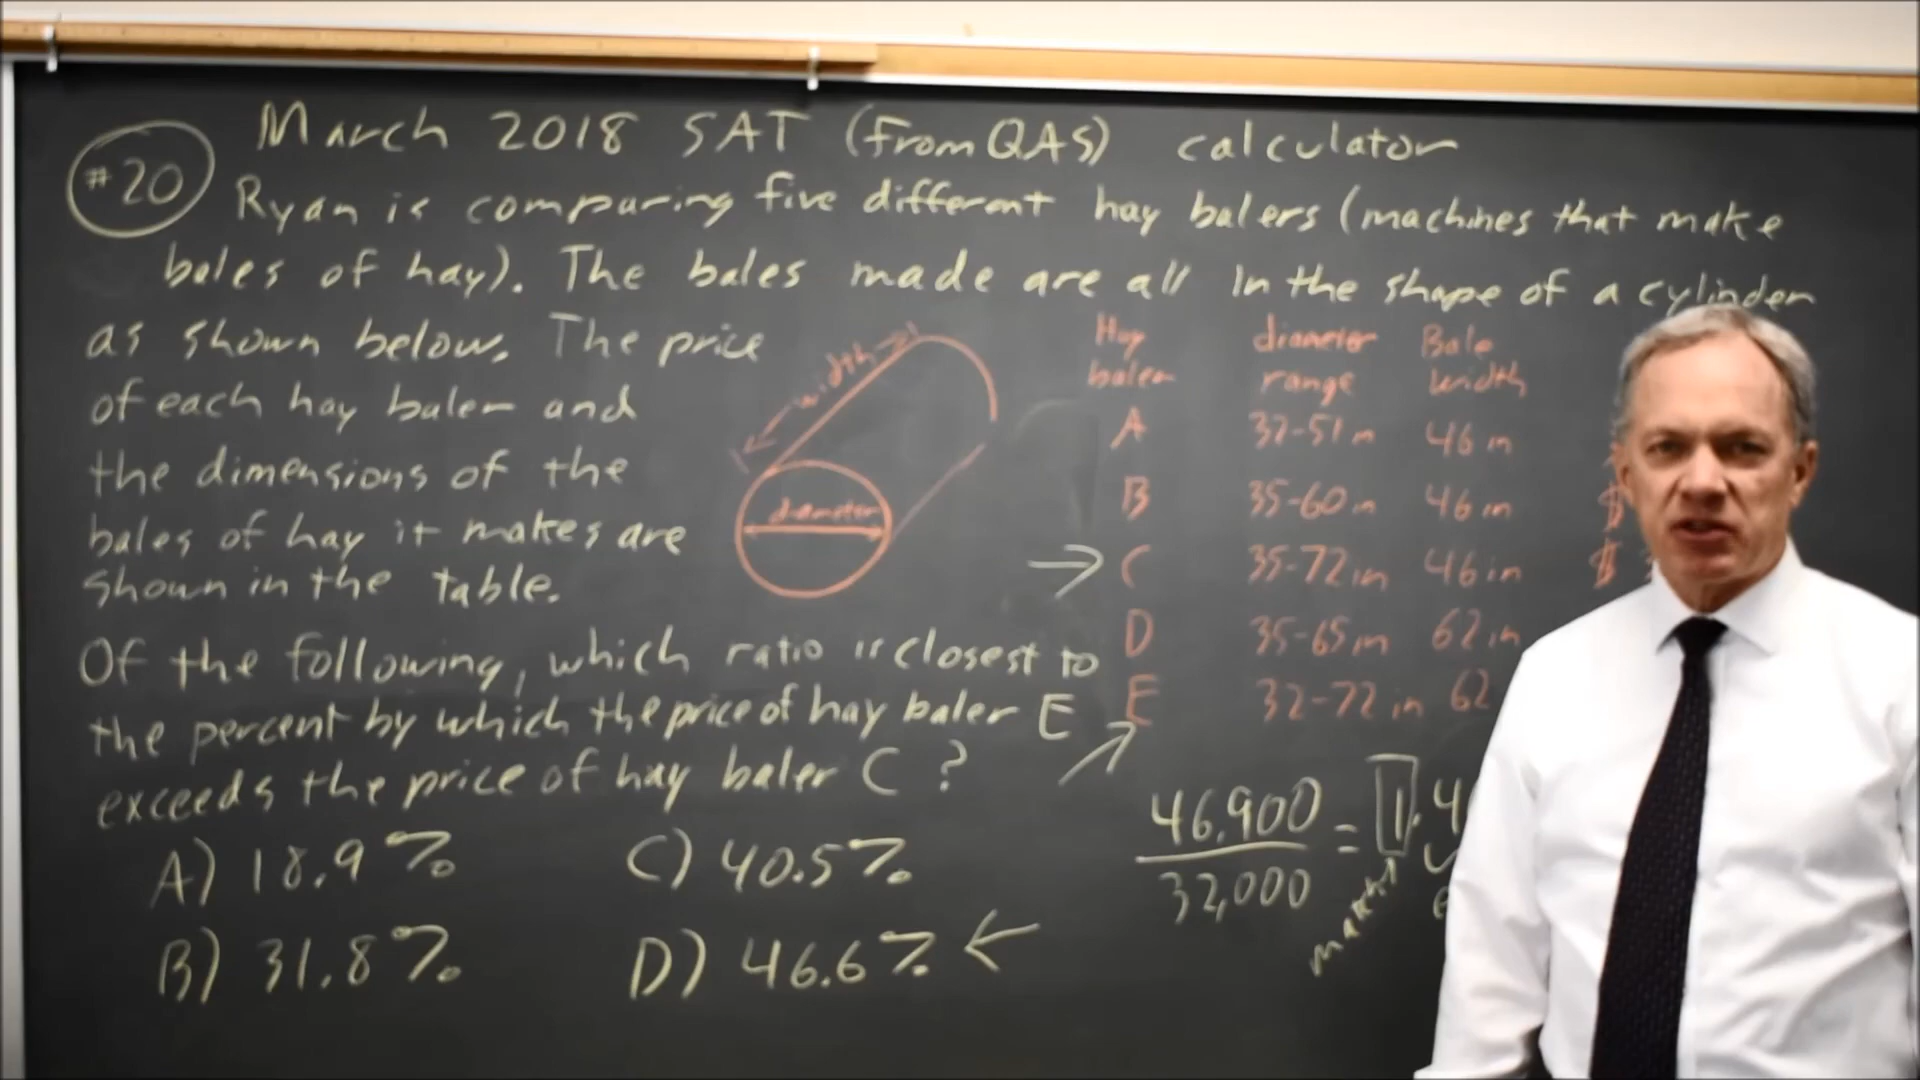 #20
March 2018 SAT (from QAS) calculator
Ryan is comparing five different hay balers (machines that make
bales of hay). The bales made are all in the shape of a cylinder
as shown below. The price
of each hay baler and
the dimensions of the
bales of hay it makes are
shown in the table.
width
diameter
Hay baler diameter range Bale width
A 32-51 in 46 in
B 35-60 in 46 in $
C 35-72 in 46 in $
D 35-65 in 62 in
E 32-72 in 62
Of the following, which ratio is closest to
the percent by which the price of hay baler E
exceeds the price of hay baler C?
A) 18.9%
B) 31.8%
C) 40.5%
D) 46.6% ←
46,900
32,000
= 1.4